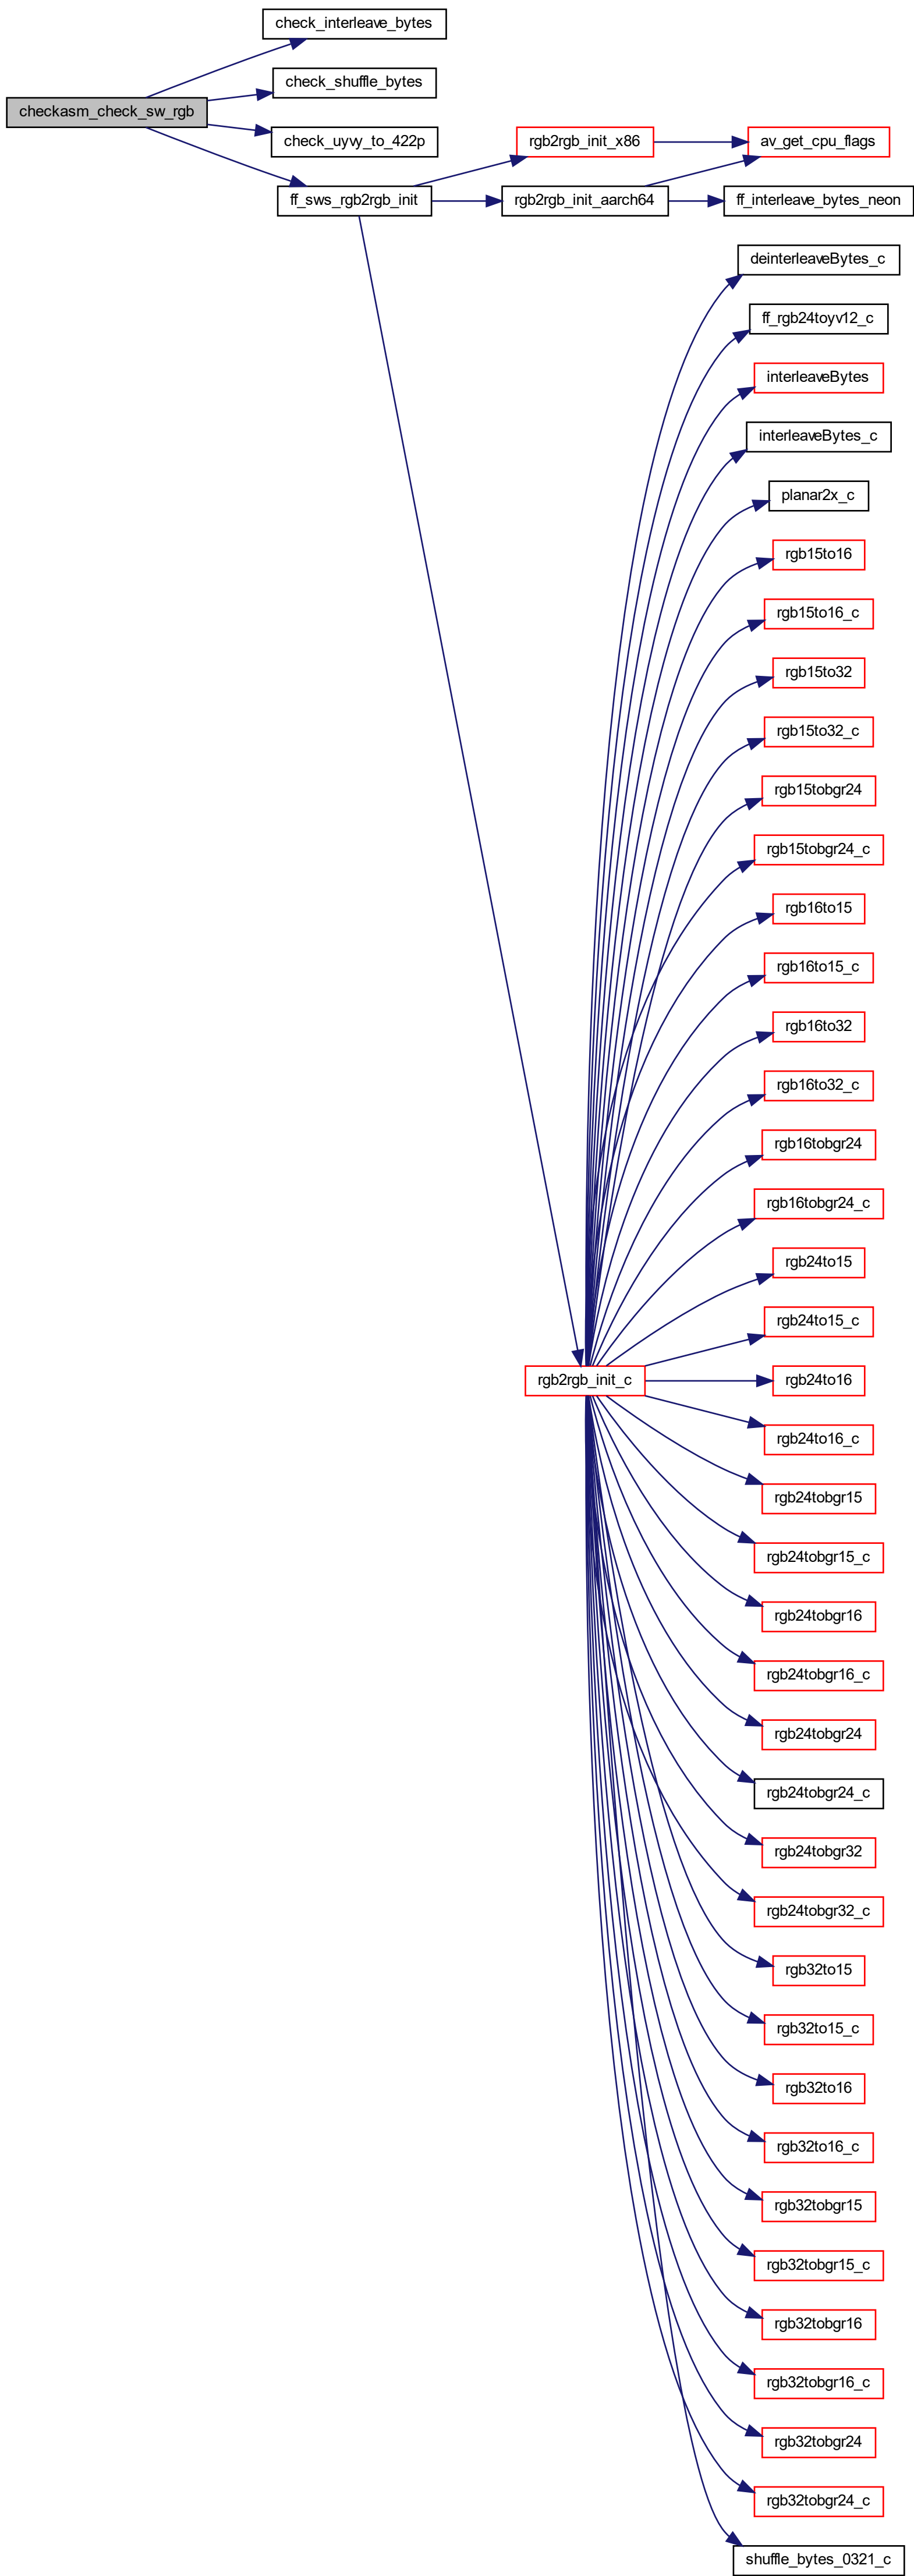 check_interleave_bytes
check_shuffle_bytes
checkasm_check_sw_rgb
check_uyvy_to_422p
rgb2rgb_init_x86
av_get_cpu_flags
ff_sws_rgb2rgb_init
rgb2rgb_init_aarch64
ff_interleave_bytes_neon
deinterleaveBytes_c
ff_rgb24toyv12_c
interleaveBytes
interleaveBytes_c
planar2x_c
rgb15to16
rgb15to16_c
rgb15to32
rgb15to32_c
rgb15tobgr24
rgb15tobgr24_c
rgb16to15
rgb16to15_c
rgb16to32
rgb16to32_c
rgb16tobgr24
rgb16tobgr24_c
rgb24to15
rgb24to15_c
rgb2rgb_init_c
rgb24to16
rgb24to16_c
rgb24tobgr15
rgb24tobgr15_c
rgb24tobgr16
rgb24tobgr16_c
rgb24tobgr24
rgb24tobgr24_c
rgb24tobgr32
rgb24tobgr32_c
rgb32to15
rgb32to15_c
rgb32to16
rgb32to16_c
rgb32tobgr15
rgb32tobgr15_c
rgb32tobgr16
rgb32tobgr16_c
rgb32tobgr24
rgb32tobgr24_c
shuffle_bytes_0321_c